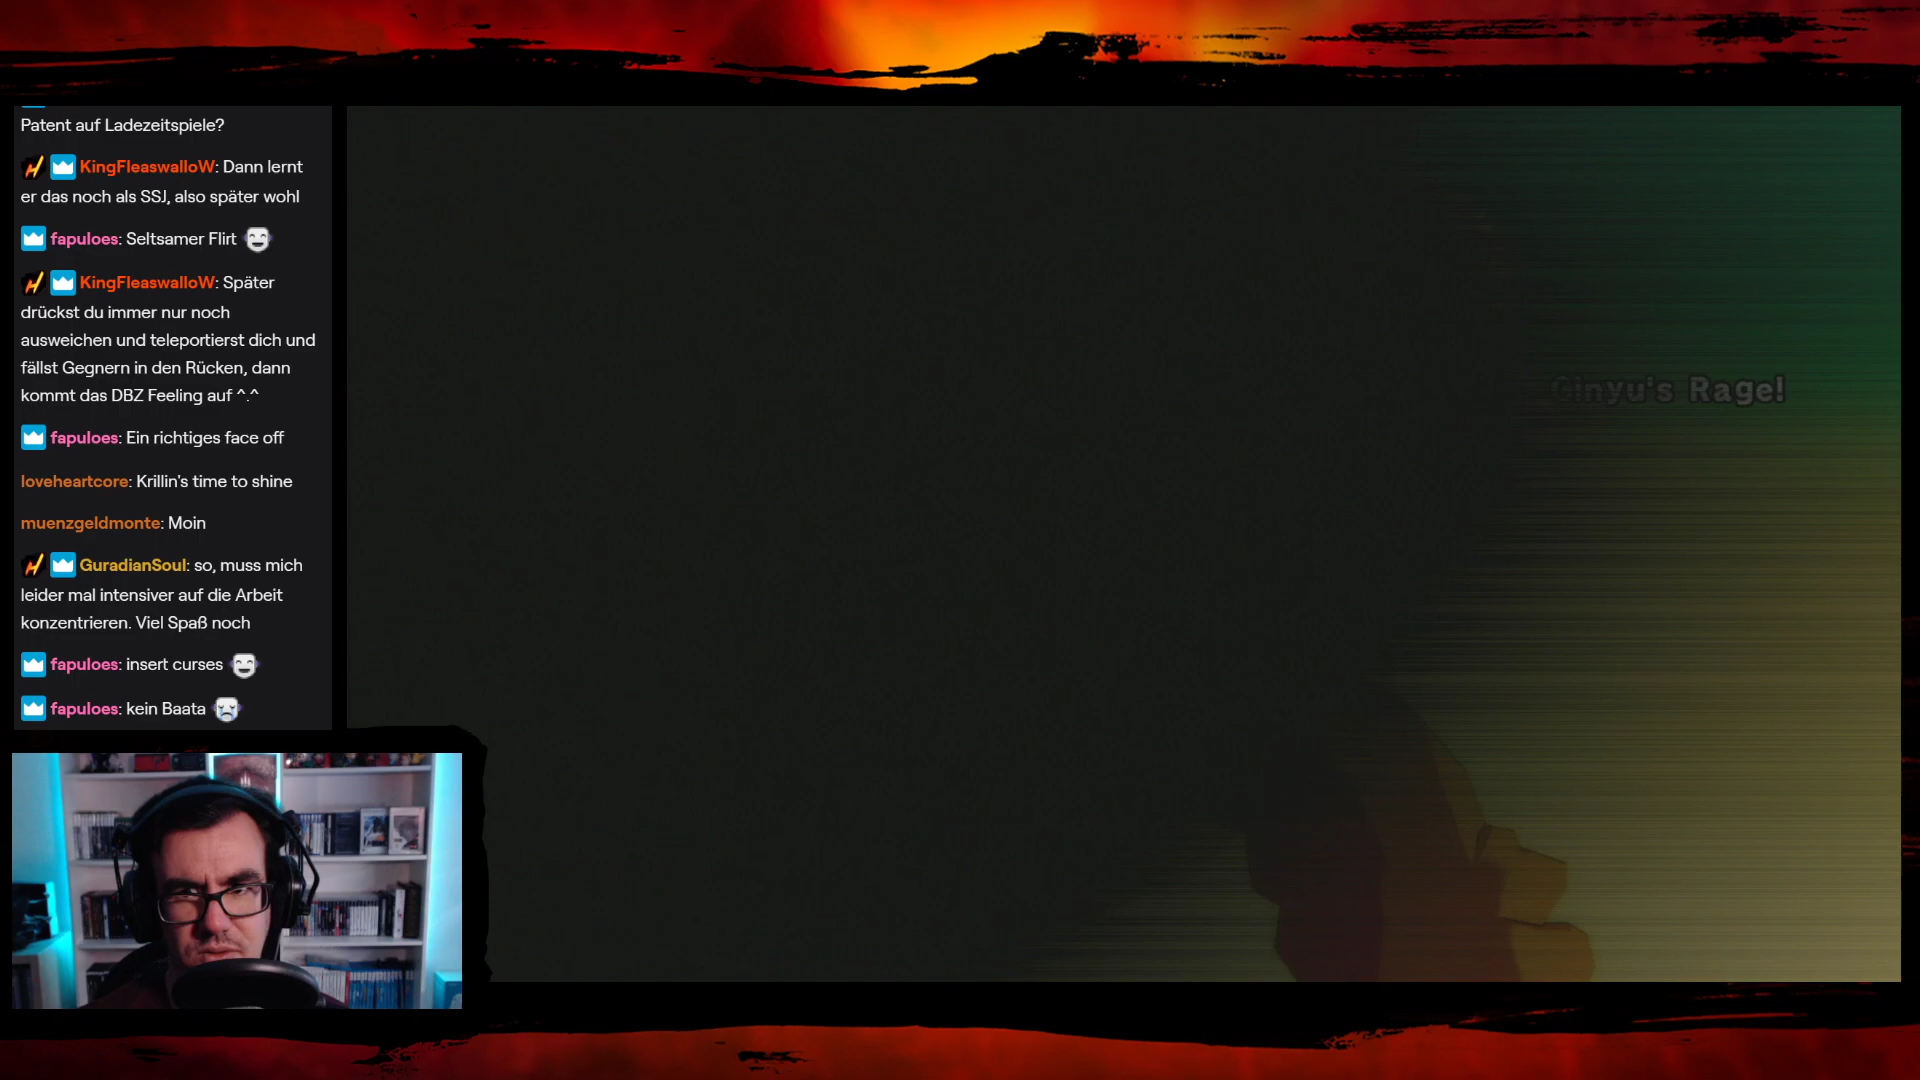 Patent auf Ladezeitspiele?
KingFleaswalloW: Dann lernt
er das noch als SSJ, also später wohl
fapuloes: Seltsamer Flirt
KingFleaswalloW: Später
drückst du immer nur noch
ausweichen und teleportierst dich und
fällst Gegnern in den Rücken, dann
kommt das DBZ Feeling auf ^.^
fapuloes: Ein richtiges face off
loveheartcore: Krillin's time to shine
muenzgeldmonte: Moin
GuradianSoul: so, muss mich
leider mal intensiver auf die Arbeit
konzentrieren. Viel Spaß noch
fapuloes: insert curses
fapuloes: kein Baata
Ginyu's Rage!